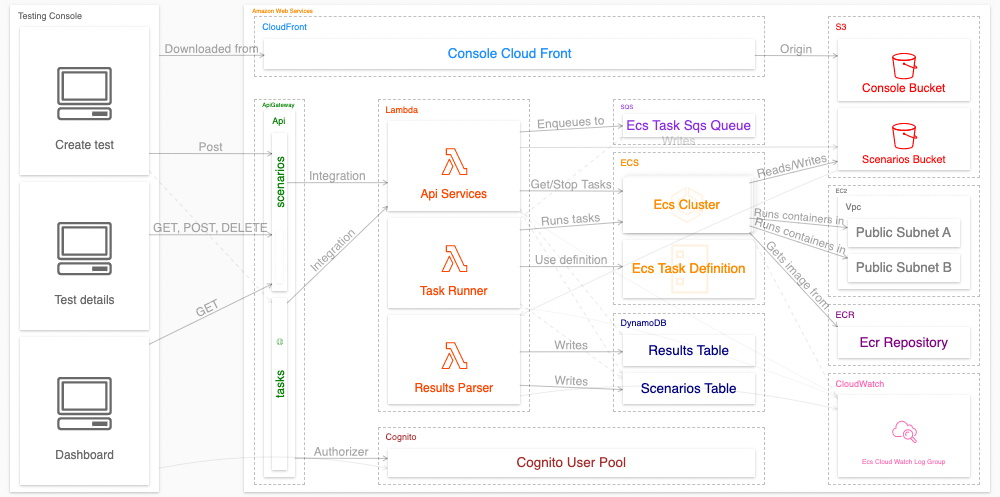 Testing Console
Amazon Web Services
CloudFront
S3
Downloaded from
Console Cloud Front
Origin
Console Bucket
Create test
ApiGateway
Api
Lambda
SQS
Enqueues to
Ecs Task Sqs Queue
Writes
Scenarios Bucket
Post
scenarios
Integration
Api Services
ECS
Get/Stop Tasks
Ecs Cluster
Reads/Writes
EC2
Vpc
Runs tasks
Runs containers in
Public Subnet A
Runs containers in
Public Subnet B
GET, POST, DELETE
Integration
Task Runner
Use definition
Ecs Task Definition
Gets image from
Test details
GET
ECR
Ecr Repository
DynamoDB
Writes
Results Table
Results Parser
Writes
Scenarios Table
tasks
CloudWatch
Ecs Cloud Watch Log Group
Dashboard
Cognito
Authorizer
Cognito User Pool